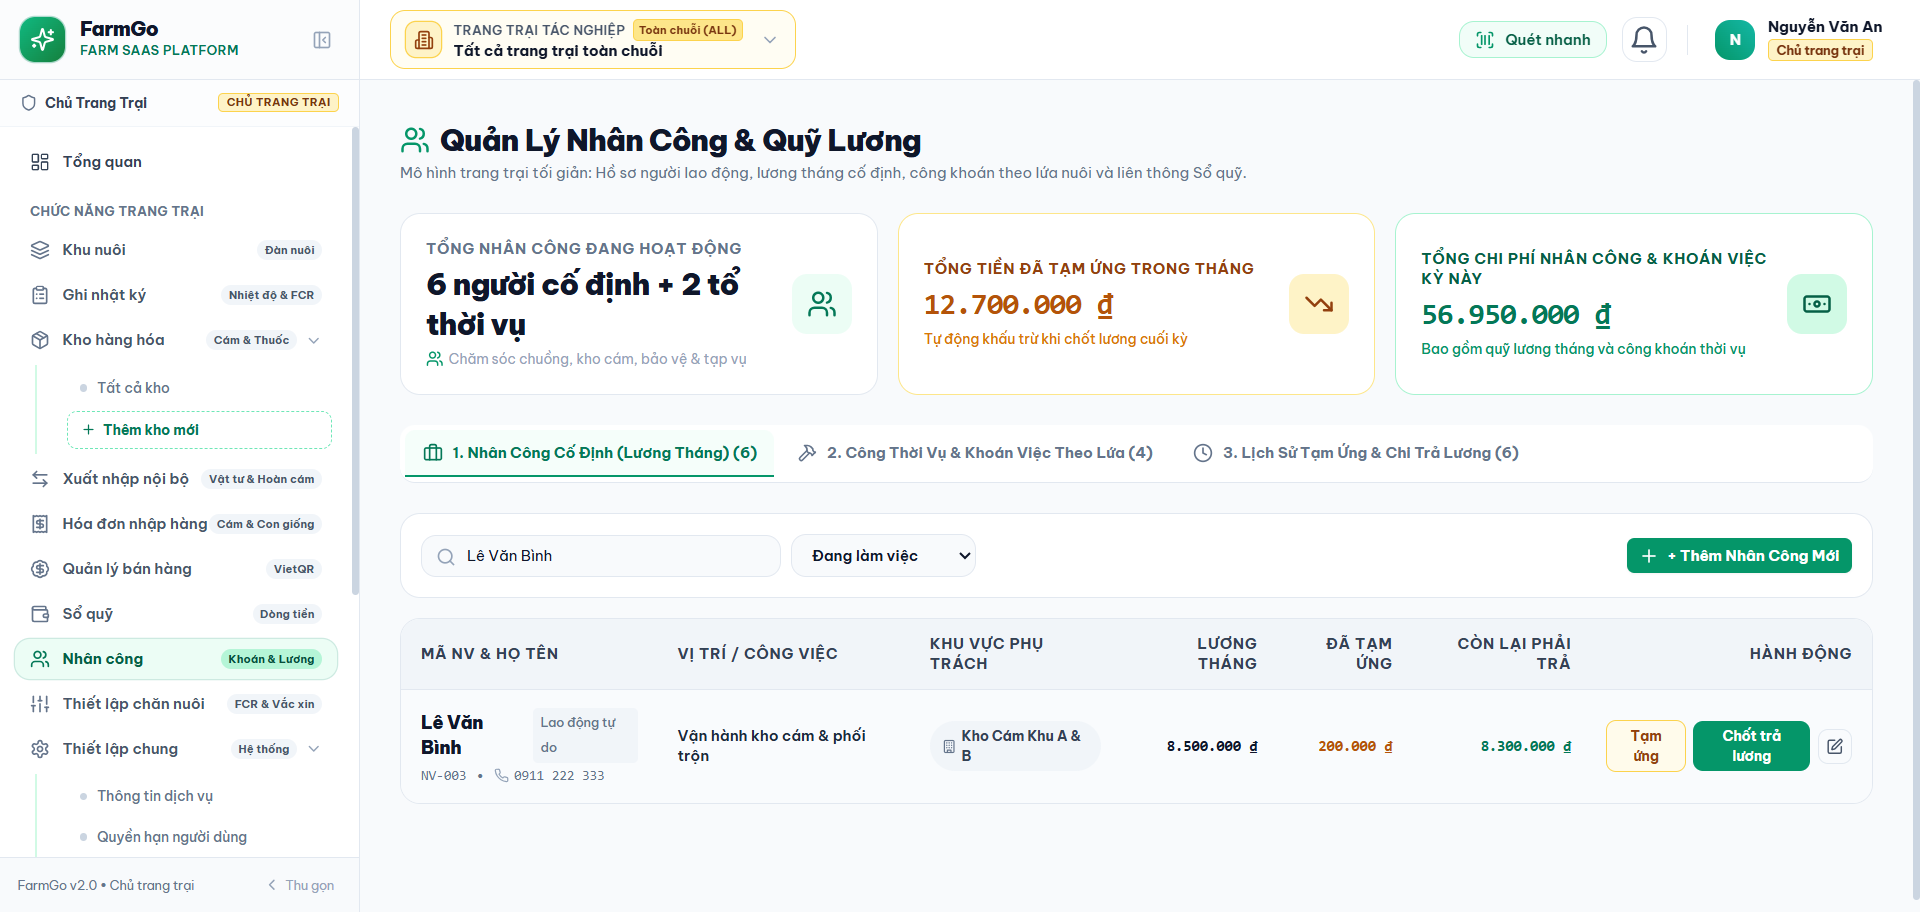 FarmGo
FARM SAAS PLATFORM
TRANG TRẠI TÁC NGHIỆP
Toàn chuỗi (ALL)
Tất cả trang trại toàn chuỗi
Quét nhanh
N
Nguyễn Văn An
Chủ trang trại
Chủ Trang Trại
CHỦ TRANG TRẠI
Tổng quan
CHỨC NĂNG TRANG TRẠI
Khu nuôi
Đàn nuôi
Ghi nhật ký
Nhiệt độ & FCR
Kho hàng hóa
Cám & Thuốc
Tất cả kho
+ Thêm kho mới
Xuất nhập nội bộ
Vật tư & Hoàn cám
Hóa đơn nhập hàng
Cám & Con giống
Quản lý bán hàng
VietQR
Sổ quỹ
Dòng tiền
Nhân công
Khoán & Lương
Thiết lập chăn nuôi
FCR & Vắc xin
Thiết lập chung
Hệ thống
Thông tin dịch vụ
Quyền hạn người dùng
FarmGo v2.0 • Chủ trang trại
Thu gọn
Quản Lý Nhân Công & Quỹ Lương
Mô hình trang trại tối giản: Hồ sơ người lao động, lương tháng cố định, công khoán theo lứa nuôi và liên thông Sổ quỹ.
TỔNG NHÂN CÔNG ĐANG HOẠT ĐỘNG
6 người cố định + 2 tổ
thời vụ
Chăm sóc chuồng, kho cám, bảo vệ & tạp vụ
TỔNG TIỀN ĐÃ TẠM ỨNG TRONG THÁNG
12.700.000 đ
Tự động khấu trừ khi chốt lương cuối kỳ
TỔNG CHI PHÍ NHÂN CÔNG & KHOÁN VIỆC
KỲ NÀY
56.950.000 đ
Bao gồm quỹ lương tháng và công khoán thời vụ
1. Nhân Công Cố Định (Lương Tháng) (6)
2. Công Thời Vụ & Khoán Việc Theo Lứa (4)
3. Lịch Sử Tạm Ứng & Chi Trả Lương (6)
Lê Văn Bình
Đang làm việc
+ Thêm Nhân Công Mới
MÃ NV & HỌ TÊN
VỊ TRÍ / CÔNG VIỆC
KHU VỰC PHỤ
TRÁCH
LƯƠNG
THÁNG
ĐÃ TẠM
ỨNG
CÒN LẠI PHẢI
TRẢ
HÀNH ĐỘNG
Lê Văn
Bình
Lao động tự
do
NV-003 • 0911 222 333
Vận hành kho cám & phối
trộn
Kho Cám Khu A &
B
8.500.000 đ
200.000 đ
8.300.000 đ
Tạm
ứng
Chốt trả
lương